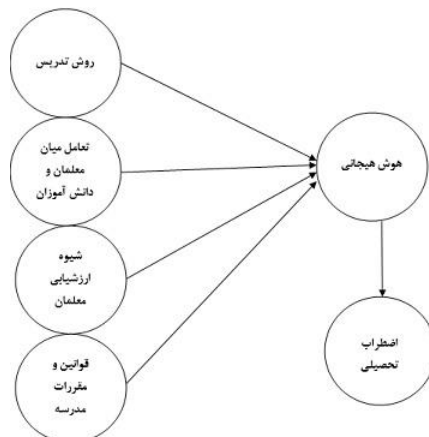 روش تدریس
تعامل میان
معلمان و
دانش آموزان
شیوه
ارزشیابی
معلمان
قوانین و
مقررات
مدرسه
هوش هیجانی
اضطراب
تحصیلی